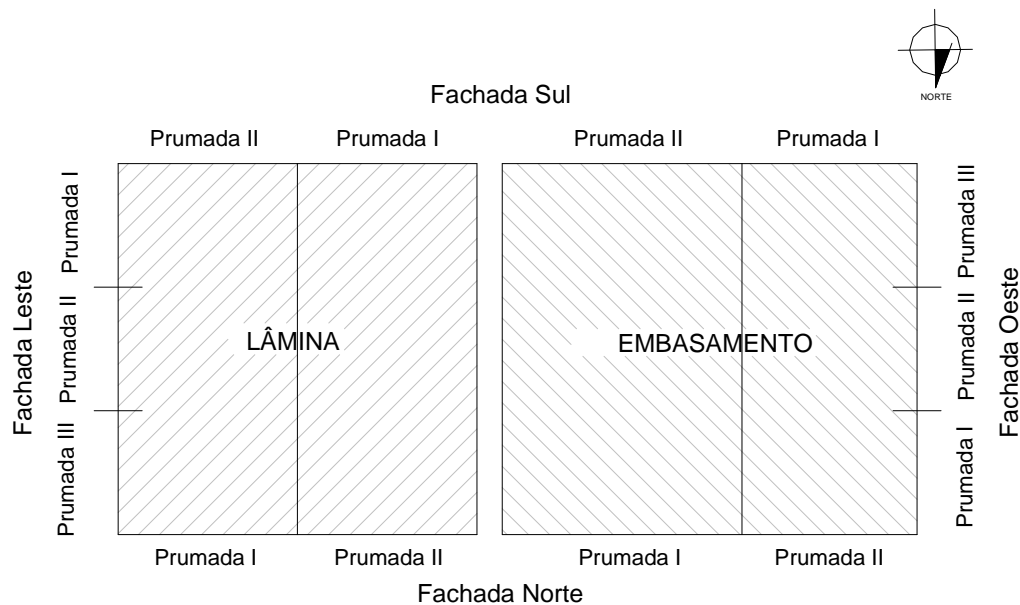 NORTE
Fachada Sul
Prumada II
Prumada I
Prumada II
Prumada I
Fachada Leste
Prumada I
Prumada II
Prumada III
LÂMINA
EMBASAMENTO
Prumada III
Prumada II
Prumada I
Fachada Oeste
Prumada I
Prumada II
Prumada I
Prumada II
Fachada Norte